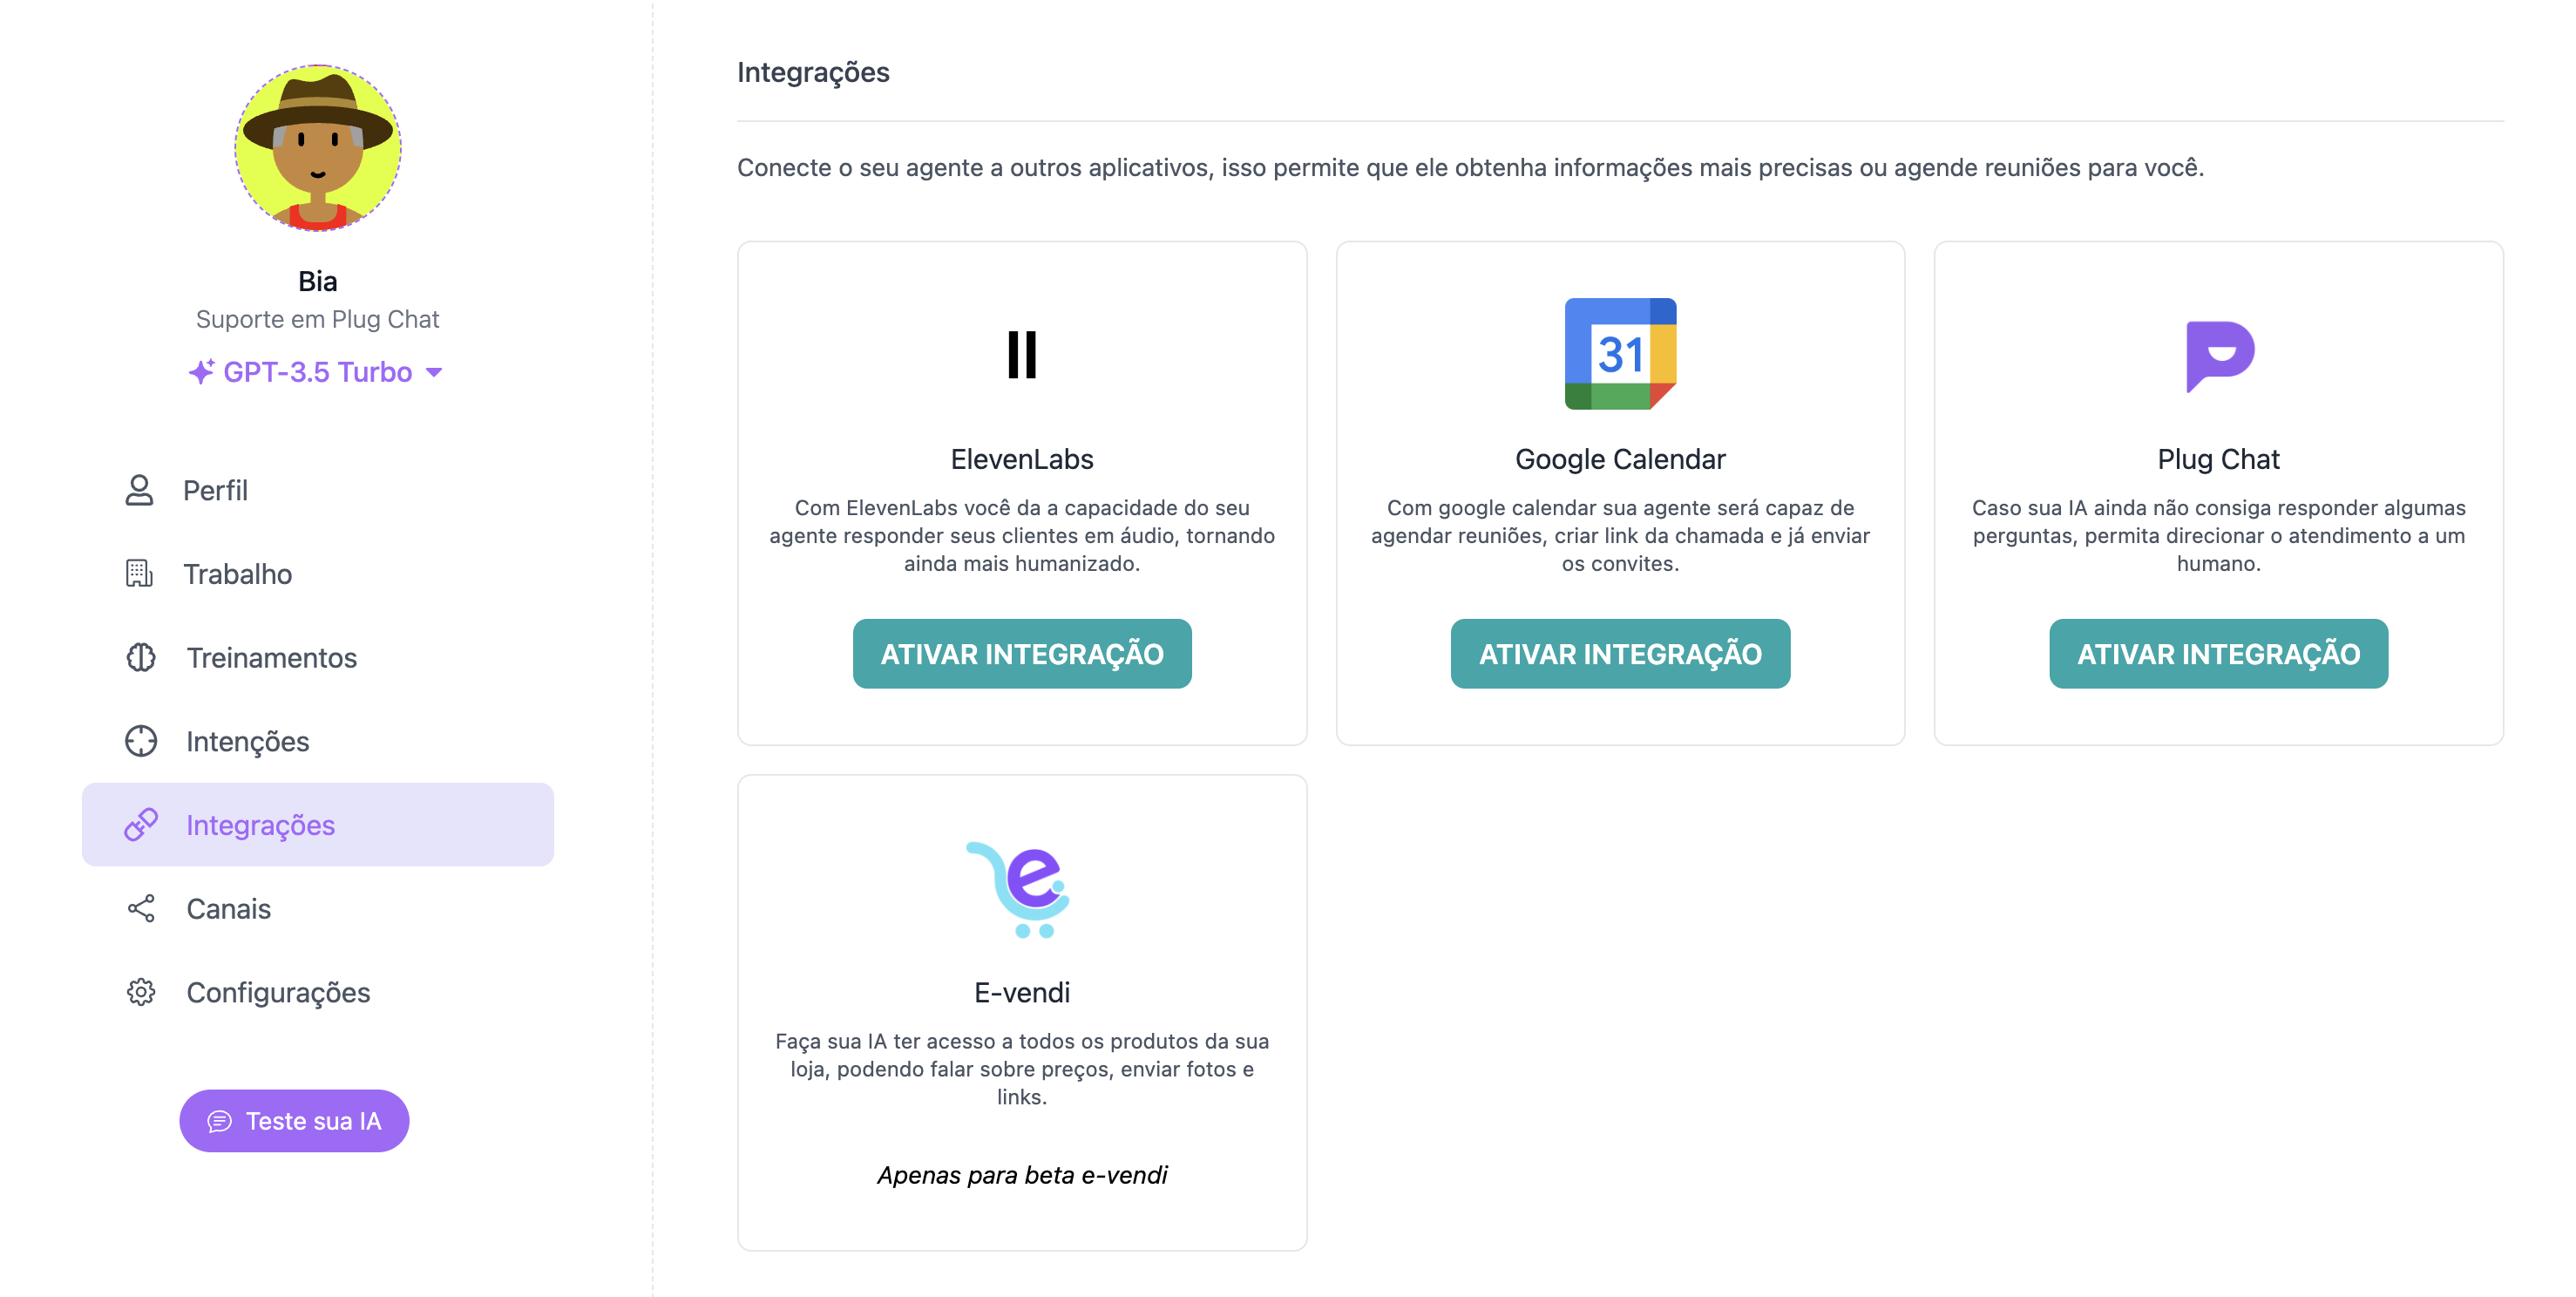 Bia
Suporte em Plug Chat
GPT-3.5 Turbo
Perfil
Trabalho
Treinamentos
Intenções
Integrações
Canais
Configurações
Teste sua IA
Integrações
Conecte o seu agente a outros aplicativos, isso permite que ele obtenha informações mais precisas ou agende reuniões para você.
ElevenLabs
Com ElevenLabs você da a capacidade do seu
agente responder seus clientes em áudio, tornando
ainda mais humanizado.
ATIVAR INTEGRAÇÃO
31
Google Calendar
Com google calendar sua agente será capaz de
agendar reuniões, criar link da chamada e já enviar
os convites.
ATIVAR INTEGRAÇÃO
Plug Chat
Caso sua IA ainda não consiga responder algumas
perguntas, permita direcionar o atendimento a um
humano.
ATIVAR INTEGRAÇÃO
e
E-vendi
Faça sua IA ter acesso a todos os produtos da sua
loja, podendo falar sobre preços, enviar fotos e
links.
Apenas para beta e-vendi